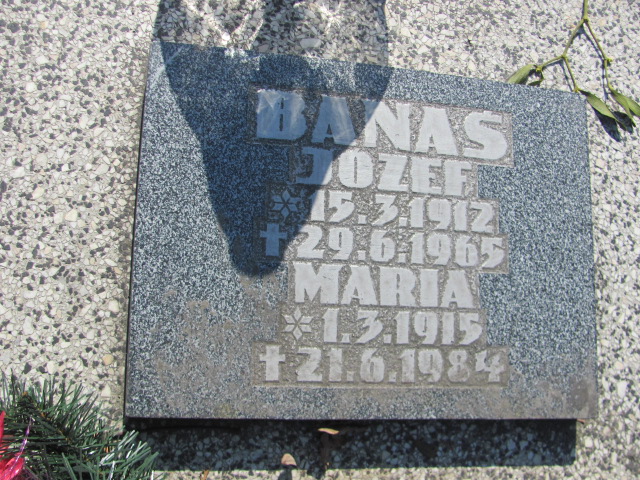 BANAS
JOZEF
* 15.3.1912
† 29.6.1965
MARIA
* 1.3.1915
† 21.6.1984